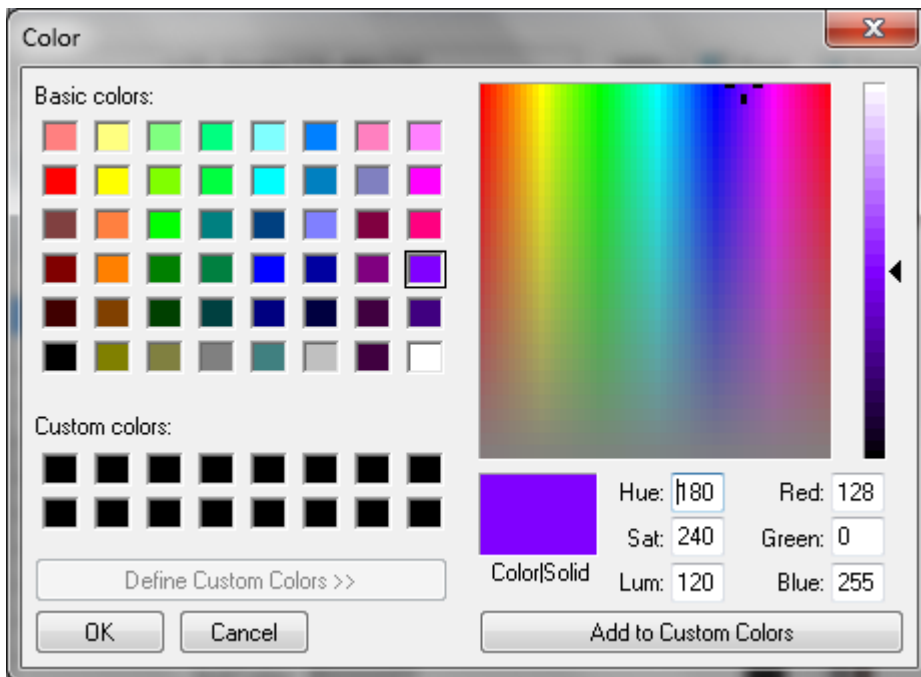 Color
Basic colors:
Custom colors:
Define Custom Colors >>
OK
Cancel
Color|Solid
Hue: 180
Sat: 240
Lum: 120
Red: 128
Green: 0
Blue: 255
Add to Custom Colors